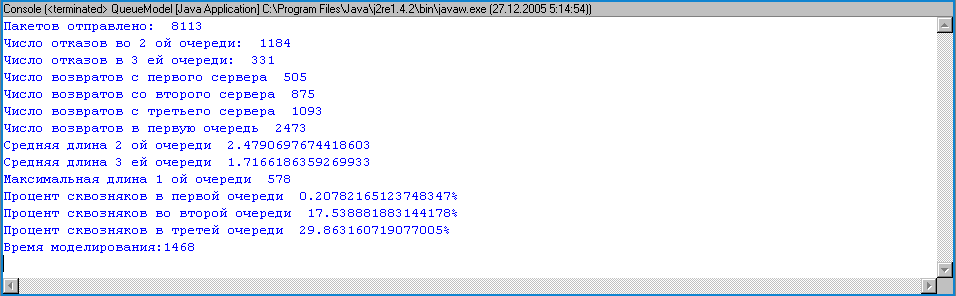 Console (<terminated> QueueModel [Java Application] C:\Program Files\Java\j2re1.4.2\bin\javaw.exe (27.12.2005 5:14:54))
Пакетов отправлено:  8113
Число отказов во 2 ой очереди:  1184
Число отказов в 3 ей очереди:  331
Число возвратов с первого сервера  505
Число возвратов со второго сервера  875
Число возвратов с третьего сервера  1093
Число возвратов в первую очередь  2473
Средняя длина 2 ой очереди  2.4790697674418603
Средняя длина 3 ей очереди  1.7166186359269933
Максимальная длина 1 ой очереди  578
Процент сквозняков в первой очереди  0.20782165123748347%
Процент сквозняков во второй очереди  17.538881883144178%
Процент сквозняков в третей очереди  29.863160719077005%
Время моделирования:1468